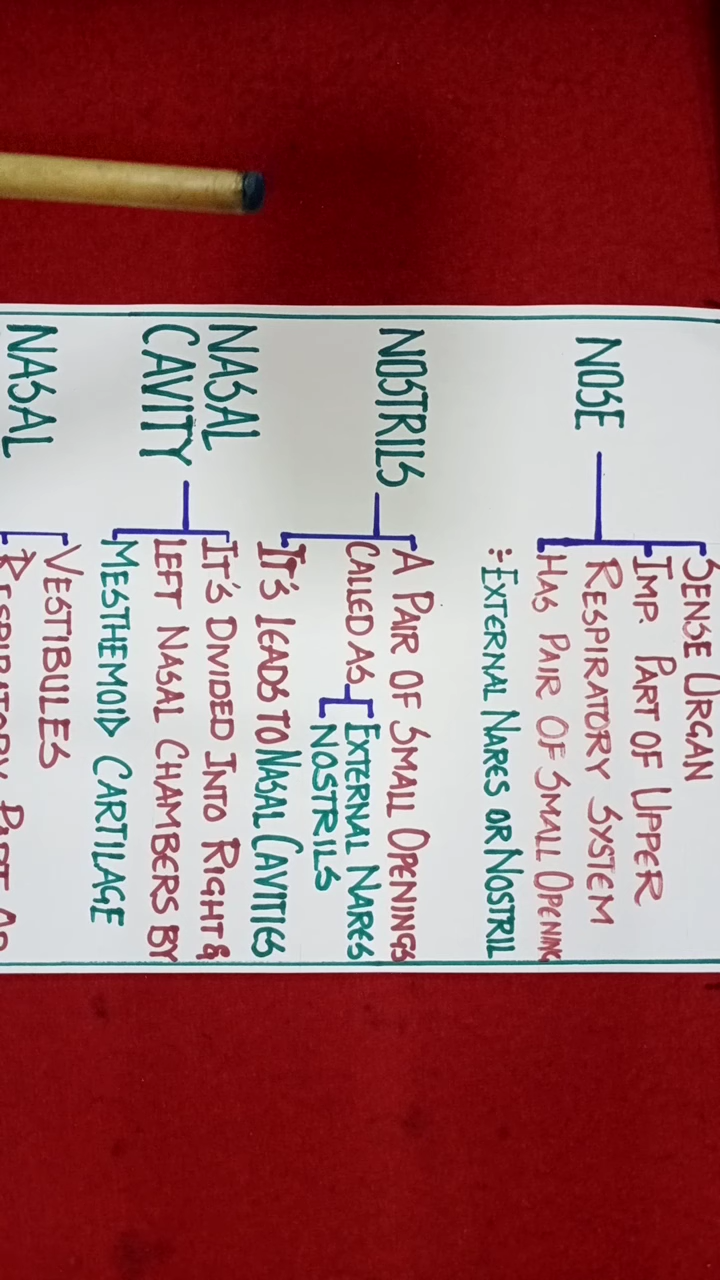 SENSE ORGAN
NOSE
IMP. PART OF UPPER
RESPIRATORY SYSTEM
HAS PAIR OF SMALL OPENING
:- EXTERNAL NARES OR NOSTRIL
NOSTRILS
A PAIR OF SMALL OPENINGS
CALLED AS
EXTERNAL NARES
NOSTRILS
IT'S LEADS TO NASAL CAVITIES
NASAL
CAVITY
IT'S DIVIDED INTO RIGHT &
LEFT NASAL CHAMBERS BY
MESTHEMOID CARTILAGE
NASAL
VESTIBULES
RESPIRATORY PART